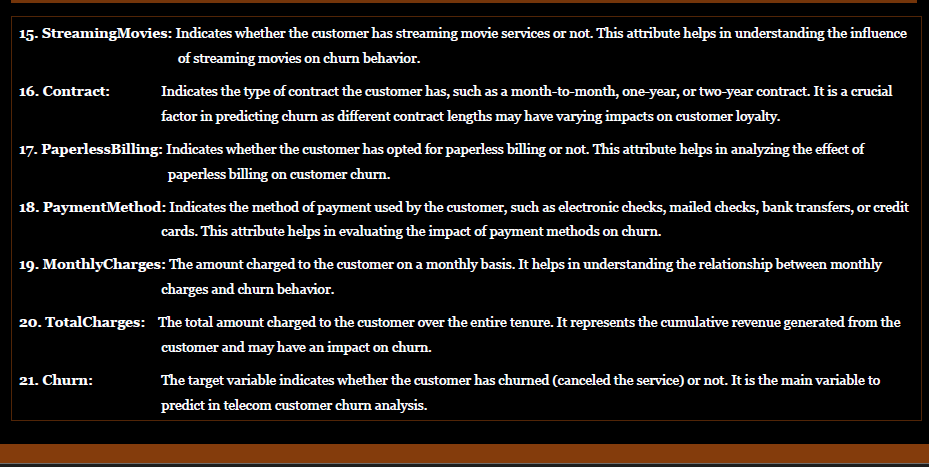 15. StreamingMovies: Indicates whether the customer has streaming movie services or not. This attribute helps in understanding the influence
of streaming movies on churn behavior.
16. Contract: Indicates the type of contract the customer has, such as a month-to-month, one-year, or two-year contract. It is a crucial
factor in predicting churn as different contract lengths may have varying impacts on customer loyalty.
17. PaperlessBilling: Indicates whether the customer has opted for paperless billing or not. This attribute helps in analyzing the effect of
paperless billing on customer churn.
18. PaymentMethod: Indicates the method of payment used by the customer, such as electronic checks, mailed checks, bank transfers, or credit
cards. This attribute helps in evaluating the impact of payment methods on churn.
19. MonthlyCharges: The amount charged to the customer on a monthly basis. It helps in understanding the relationship between monthly
charges and churn behavior.
20. TotalCharges: The total amount charged to the customer over the entire tenure. It represents the cumulative revenue generated from the
customer and may have an impact on churn.
21. Churn: The target variable indicates whether the customer has churned (canceled the service) or not. It is the main variable to
predict in telecom customer churn analysis.